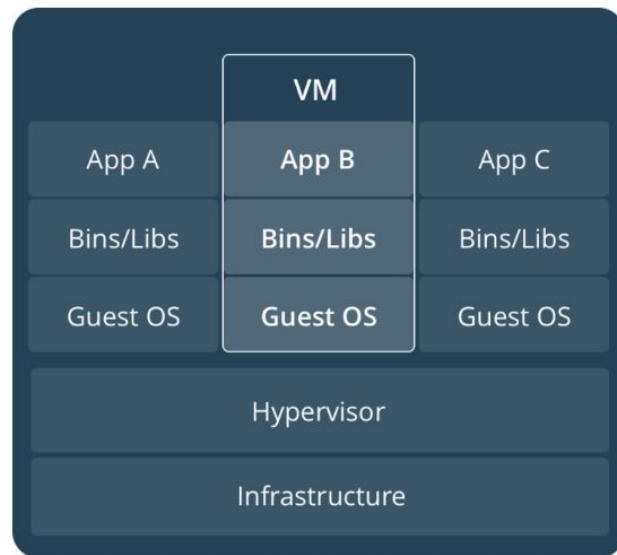 VM
App A
App B
App C
Bins/Libs
Bins/Libs
Bins/Libs
Guest OS
Guest OS
Guest OS
Hypervisor
Infrastructure